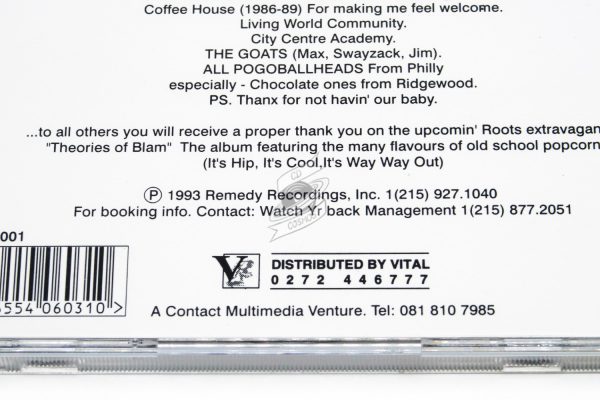 Coffee House (1986-89) For making me feel welcome.
Living World Community.
City Centre Academy.
THE GOATS (Max, Swayzack, Jim).
ALL POGOBALLHEADS From Philly
especially - Chocolate ones from Ridgewood.
PS. Thanx for not havin' our baby.
...to all others you will receive a proper thank you on the upcomin' Roots extravagan
"Theories of Blam" The album featuring the many flavours of old school popcorn
(It's Hip, It's Cool,It's Way Way Out)
CD
COSMOS
Ⓟ 1993 Remedy Recordings, Inc. 1(215) 927.1040
For booking info. Contact: Watch Yr back Management 1(215) 877.2051
001
V
DISTRIBUTED BY VITAL
0272 446777
554 060310 >
A Contact Multimedia Venture. Tel: 081 810 7985